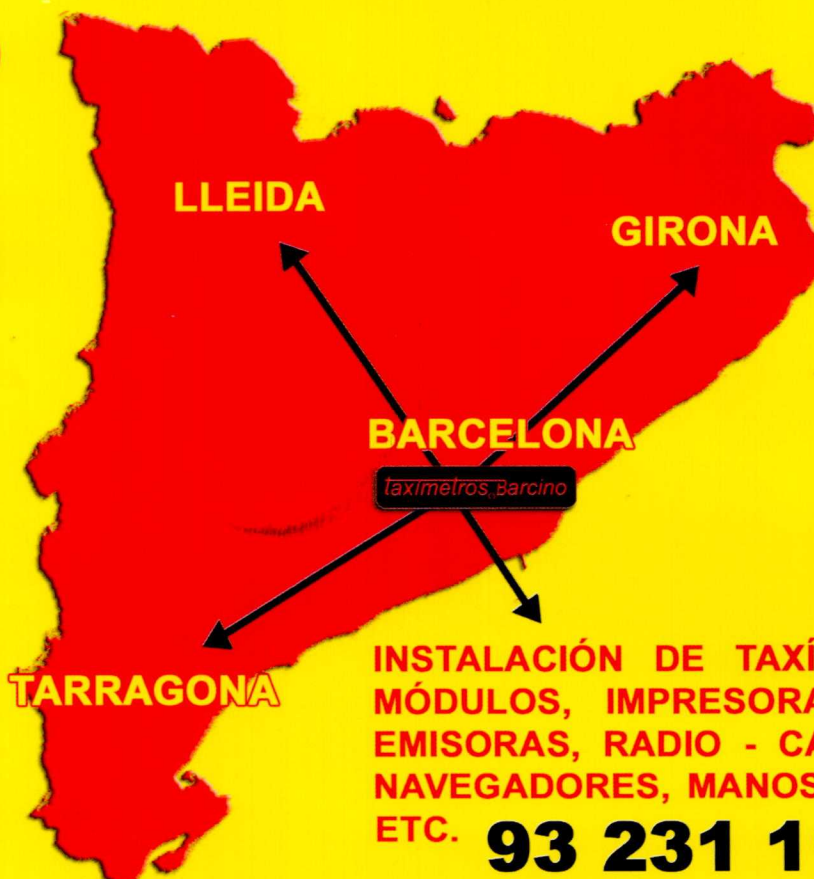 LLEIDA
GIRONA
BARCELONA
taxímetros Barcino
TARRAGONA
INSTALACIÓN DE TAXÍ
MÓDULOS, IMPRESORA
EMISORAS, RADIO - CA
NAVEGADORES, MANOS
ETC. 93 231 1